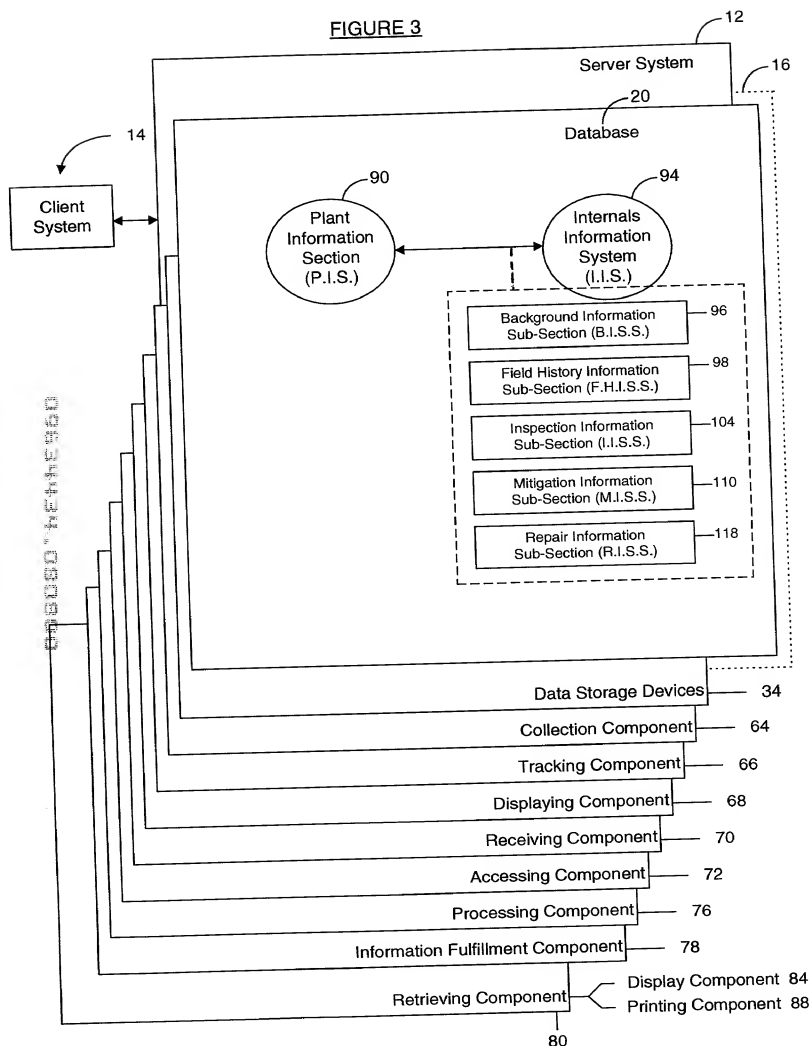 FIGURE 3
12
Server System
16
20
Database
14
Client
System
90
Plant
Information
Section
(P.I.S.)
94
Internals
Information
System
(I.I.S.)
Background Information
Sub-Section (B.I.S.S.)
96
Field History Information
Sub-Section (F.H.I.S.S.)
98
Inspection Information
Sub-Section (I.I.S.S.)
104
Mitigation Information
Sub-Section (M.I.S.S.)
110
Repair Information
Sub-Section (R.I.S.S.)
118
Data Storage Devices 34
Collection Component 64
Tracking Component 66
Displaying Component 68
Receiving Component 70
Accessing Component 72
Processing Component 76
Information Fulfillment Component 78
Retrieving Component
Display Component 84
Printing Component 88
80